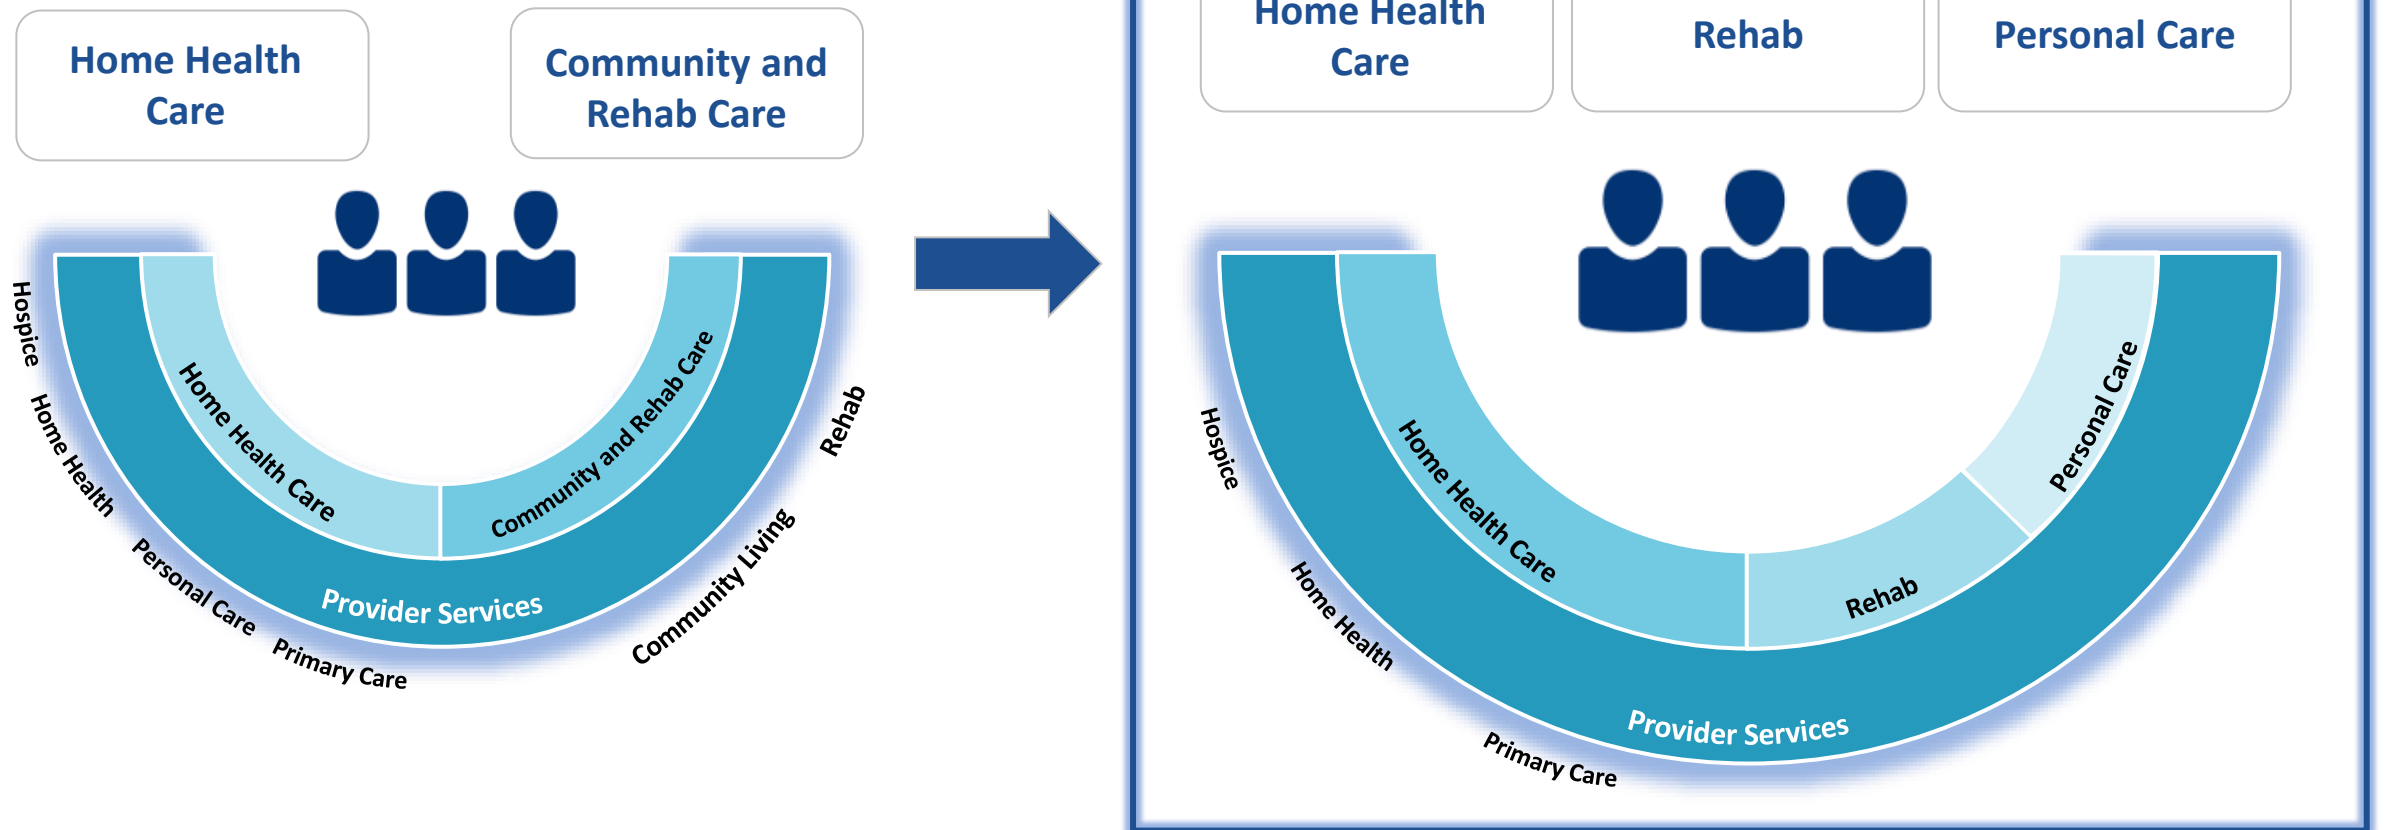 Home Health
Care
Community and
Rehab Care
Hospice
Home Health
Personal Care
Primary Care
Community Living
Rehab
Home Health Care
Community and Rehab Care
Provider Services
Home Health
Care
Rehab
Personal Care
Hospice
Home Health
Primary Care
Home Health Care
Rehab
Personal Care
Provider Services